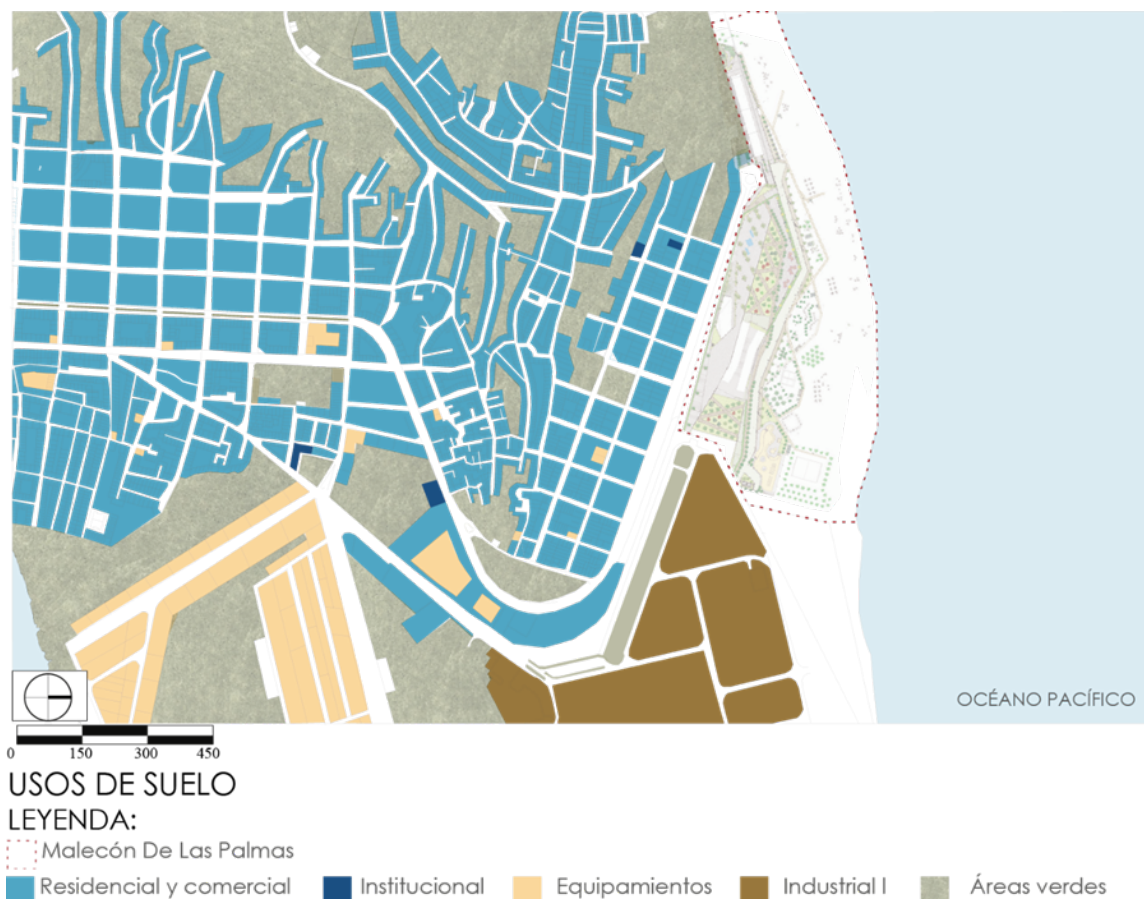 OCÉANO PACÍFICO
0 150 300 450
USOS DE SUELO
LEYENDA:
Malecón De Las Palmas
Residencial y comercial Institucional Equipamientos Industrial I Áreas verdes